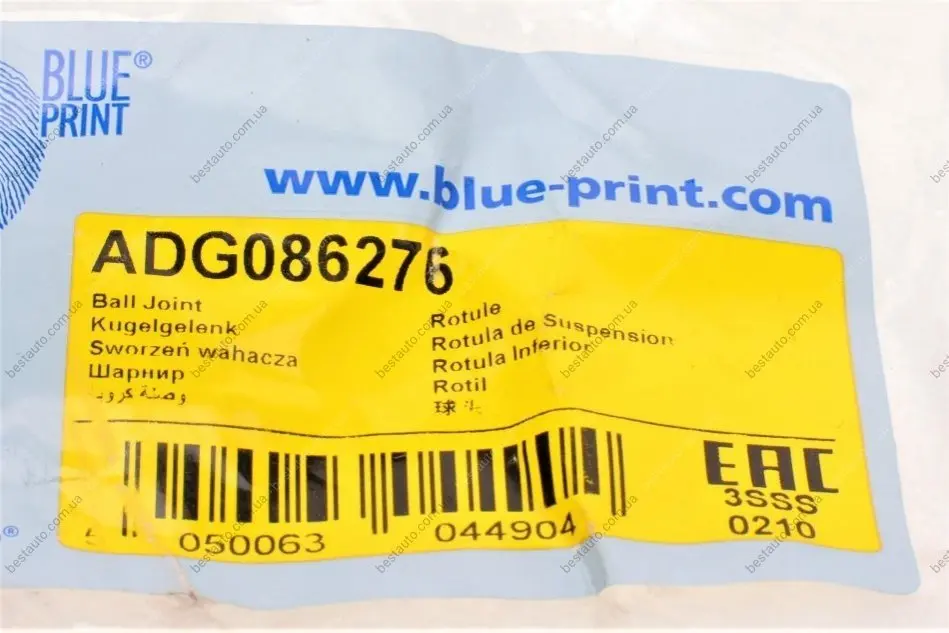 BLUE®
PRINT
www.blue-print.com
ADG086276
Ball Joint
Kugelgelenk
Sworzeń wahacza
Шарнир
Rotule
Rotula de Suspension
Rotula Inferior
Rotil
球头
EAC
3SSS
0210
050063
044904
bestauto.com.ua